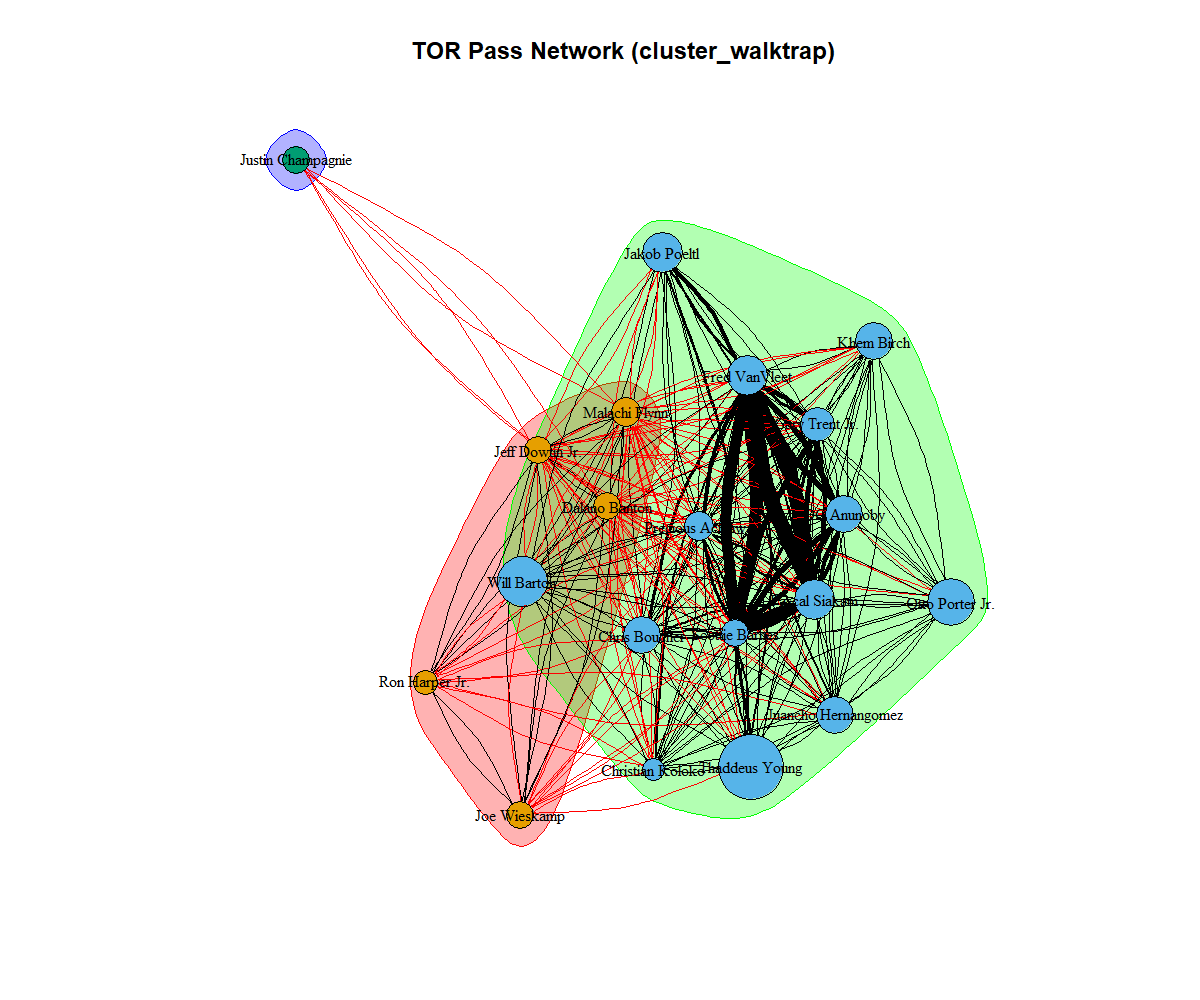 TOR Pass Network (cluster_walktrap)
Justin Champagnie
Jakob Poeltl
Khem Birch
Fred VanVleet
Malachi Flynn
Trent Jr.
Jeff Dowtin Jr
Dalano Banton
Anunoby
Precious
Will Barton
Siakam
Otto Porter Jr.
Chris Boucher
Scottie Barnes
Ron Harper Jr.
Juancho Hernangomez
Christian Koloko
Thaddeus Young
Joe Wieskamp